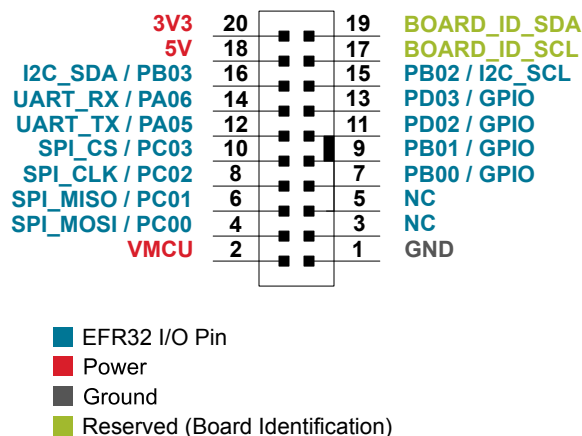 3V3 20 19 BOARD_ID_SDA
5V 18 17 BOARD_ID_SCL
I2C_SDA / PB03 16 15 PB02 / I2C_SCL
UART_RX / PA06 14 13 PD03 / GPIO
UART_TX / PA05 12 11 PD02 / GPIO
SPI_CS / PC03 10 9 PB01 / GPIO
SPI_CLK / PC02 8 7 PB00 / GPIO
SPI_MISO / PC01 6 5 NC
SPI_MOSI / PC00 4 3 NC
VMCU 2 1 GND
EFR32 I/O Pin
Power
Ground
Reserved (Board Identification)